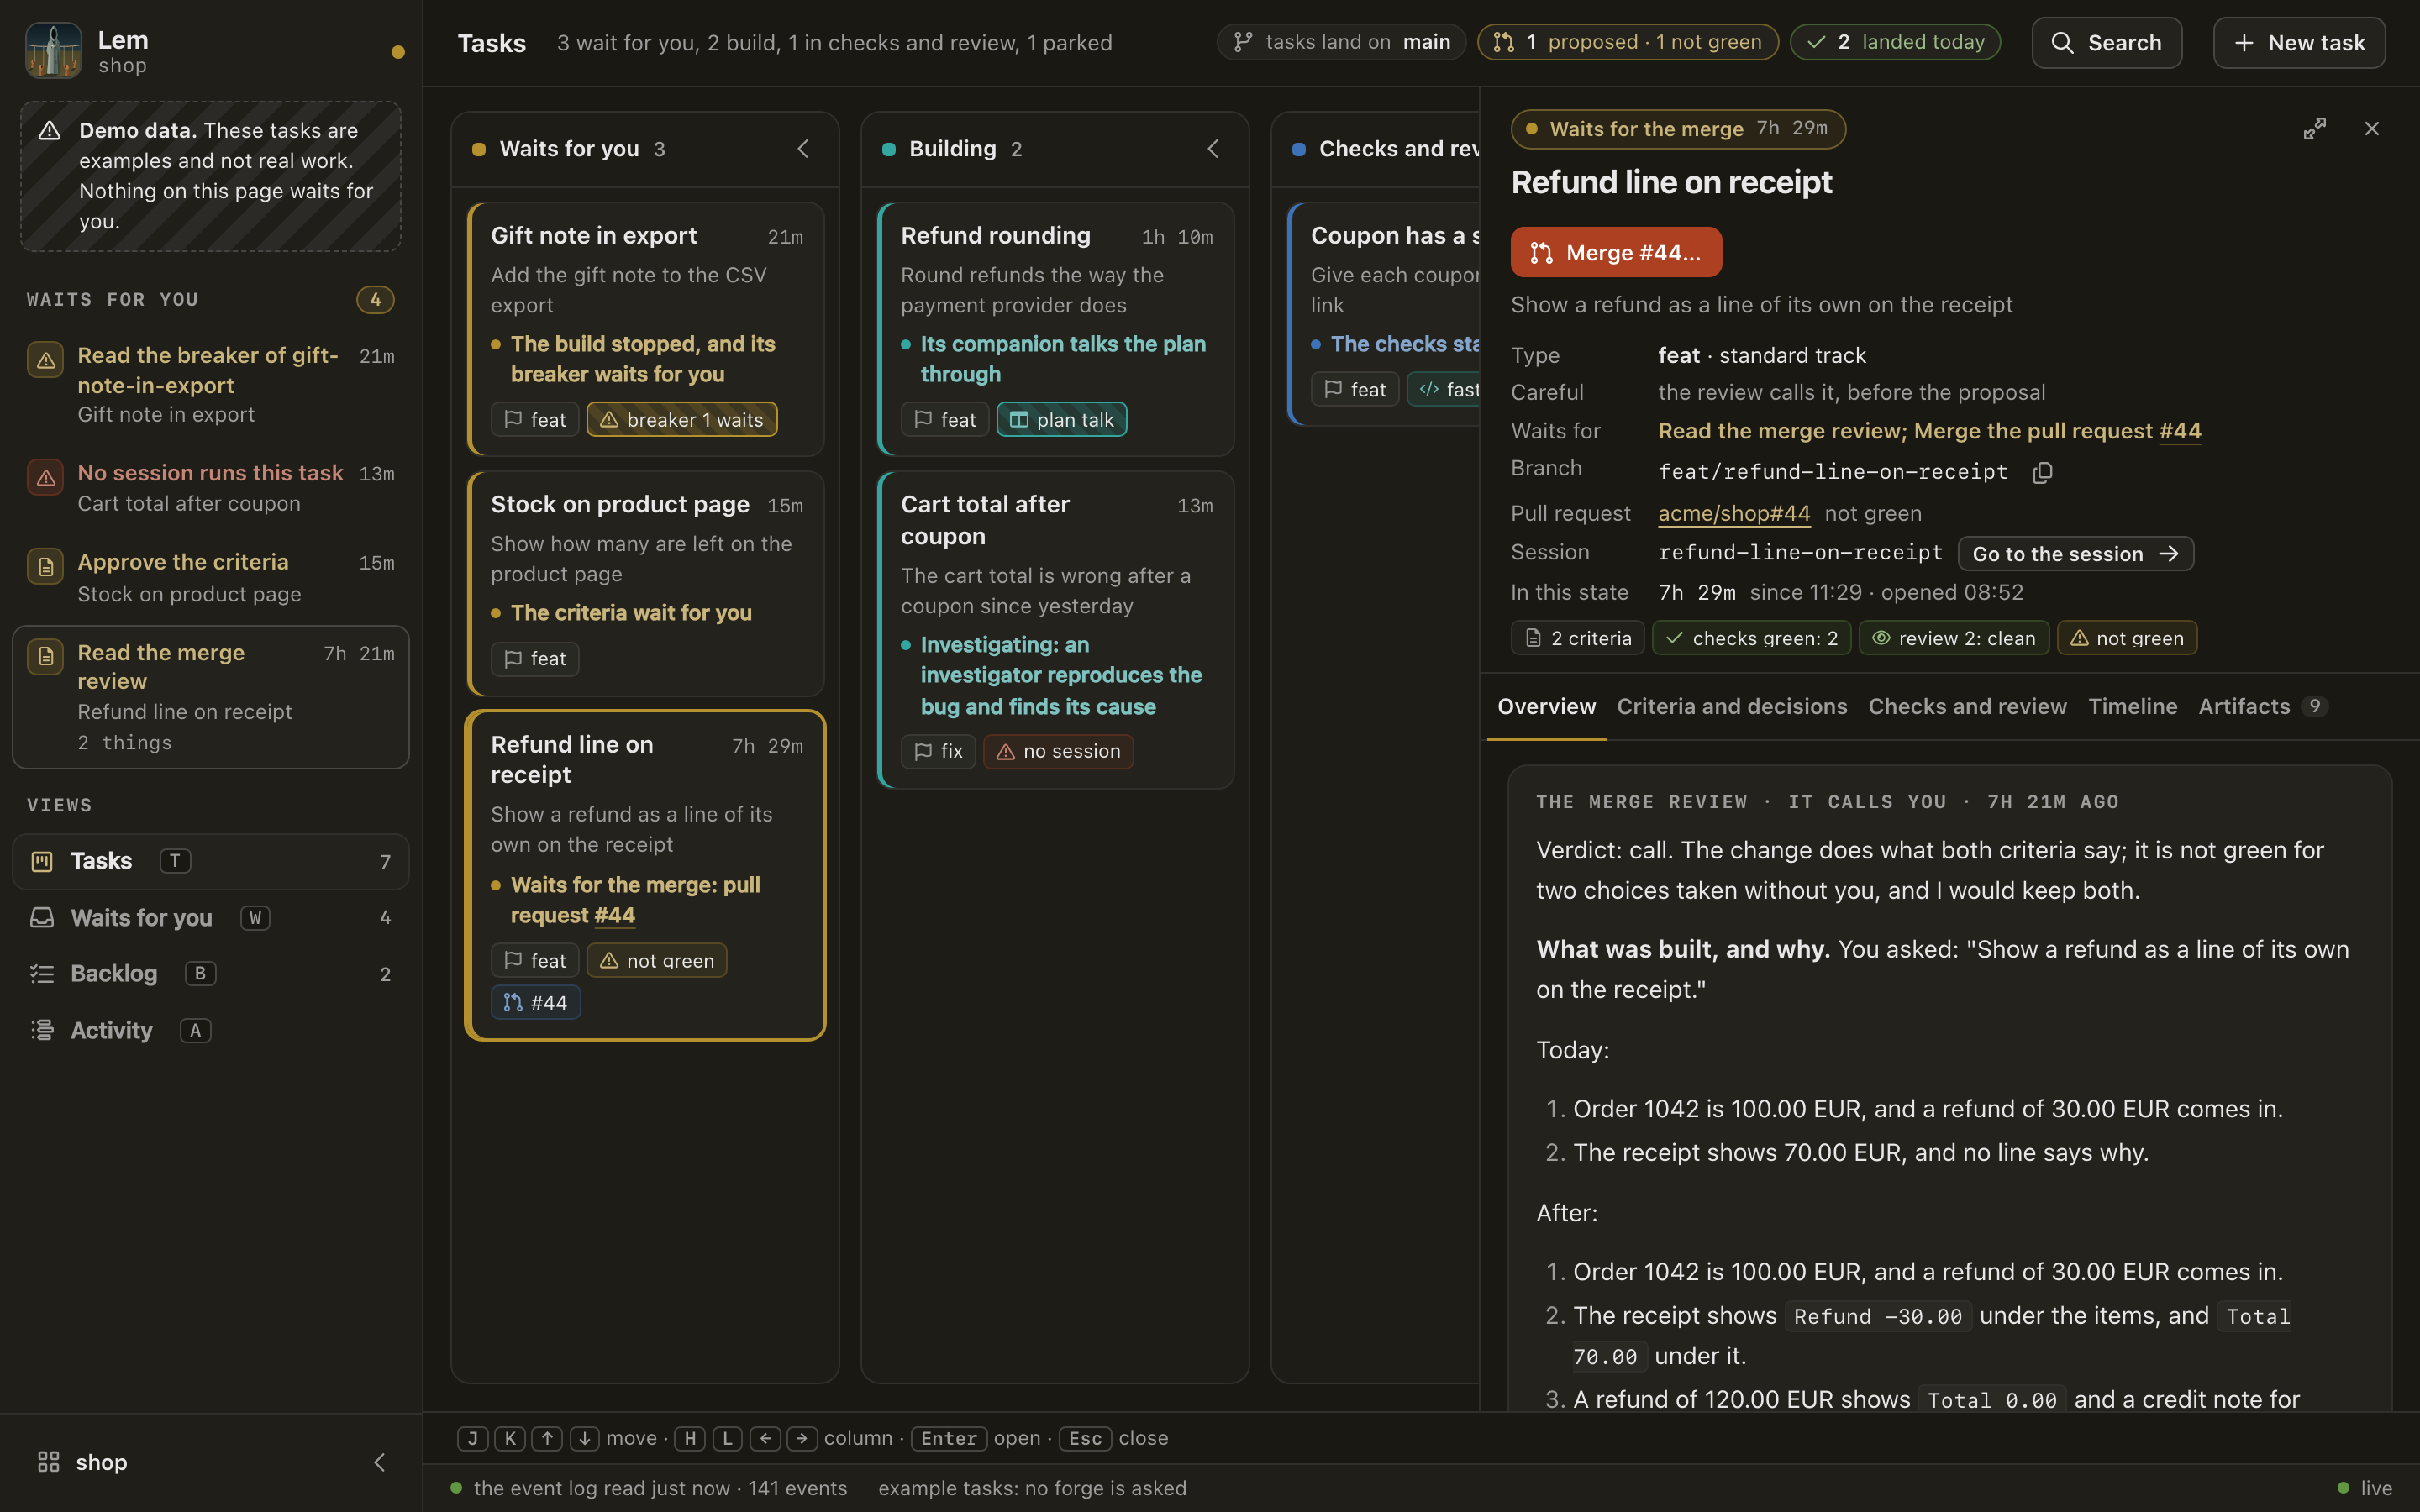 Lem
shop
Demo data. These tasks are
examples and not real work.
Nothing on this page waits for
you.
WAITS FOR YOU 4
Read the breaker of gift-
note-in-export 21m
Gift note in export
No session runs this task 13m
Cart total after coupon
Approve the criteria 15m
Stock on product page
Read the merge
review 7h 21m
Refund line on receipt
2 things
VIEWS
Tasks T 7
Waits for you W 4
Backlog B 2
Activity A
shop
Tasks 3 wait for you, 2 build, 1 in checks and review, 1 parked
tasks land on main
1 proposed · 1 not green
2 landed today
Search
New task
Waits for you 3
Gift note in export 21m
Add the gift note to the CSV
export
The build stopped, and its
breaker waits for you
feat breaker 1 waits
Stock on product page 15m
Show how many are left on the
product page
The criteria wait for you
feat
Refund line on
receipt 7h 29m
Show a refund as a line of its
own on the receipt
Waits for the merge: pull
request #44
feat not green
#44
Building 2
Refund rounding 1h 10m
Round refunds the way the
payment provider does
Its companion talks the plan
through
feat plan talk
Cart total after
coupon 13m
The cart total is wrong after a
coupon since yesterday
Investigating: an
investigator reproduces the
bug and finds its cause
fix no session
Checks and rev
Coupon has a s
Give each coupon
link
The checks sta
feat fast
Waits for the merge 7h 29m
Refund line on receipt
Merge #44...
Show a refund as a line of its own on the receipt
Type feat · standard track
Careful the review calls it, before the proposal
Waits for Read the merge review; Merge the pull request #44
Branch feat/refund-line-on-receipt
Pull request acme/shop#44 not green
Session refund-line-on-receipt Go to the session
In this state 7h 29m since 11:29 · opened 08:52
2 criteria checks green: 2 review 2: clean not green
Overview Criteria and decisions Checks and review Timeline Artifacts 9
THE MERGE REVIEW · IT CALLS YOU · 7H 21M AGO
Verdict: call. The change does what both criteria say; it is not green for
two choices taken without you, and I would keep both.
What was built, and why. You asked: "Show a refund as a line of its own
on the receipt."
Today:
1. Order 1042 is 100.00 EUR, and a refund of 30.00 EUR comes in.
2. The receipt shows 70.00 EUR, and no line says why.
After:
1. Order 1042 is 100.00 EUR, and a refund of 30.00 EUR comes in.
2. The receipt shows Refund −30.00 under the items, and Total
70.00 under it.
3. A refund of 120.00 EUR shows Total 0.00 and a credit note for
J K ↑ ↓ move · H L ← → column · Enter open · Esc close
the event log read just now · 141 events example tasks: no forge is asked
live